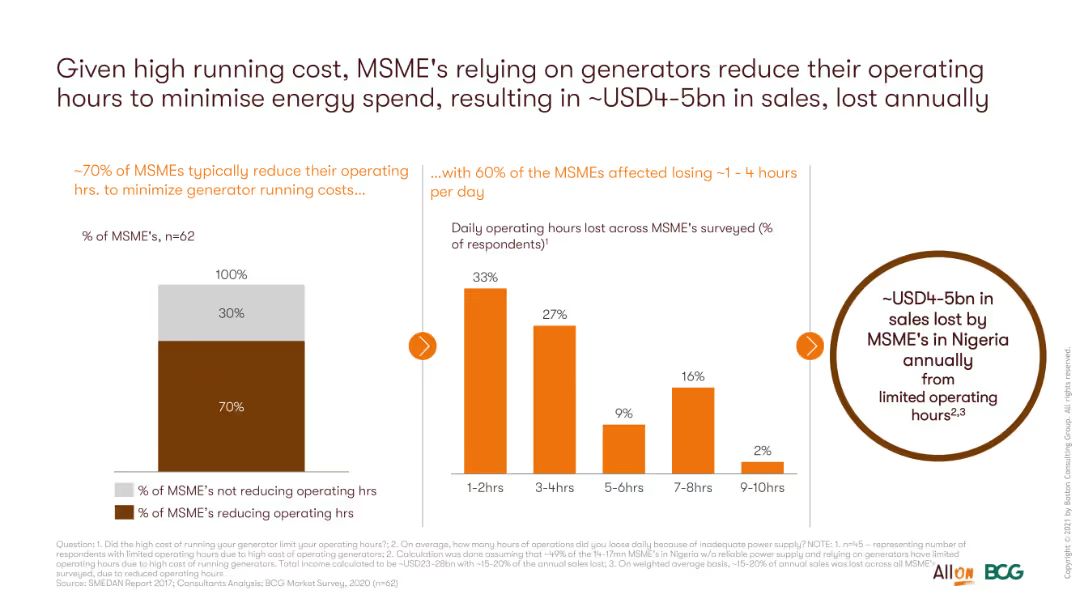 Given high running cost, MSME's relying on generators reduce their operating
hours to minimise energy spend, resulting in ~USD4-5bn in sales, lost annually
~70% of MSMEs typically reduce their operating
hrs. to minimize generator running costs...
% of MSME's, n=62
100%
30%
70%
% of MSME's not reducing operating hrs
% of MSME's reducing operating hrs
...with 60% of the MSMEs affected losing ~1 - 4 hours
per day
Daily operating hours lost across MSME's surveyed (%
of respondents)1
33%
27%
9%
16%
2%
1-2hrs
3-4hrs
5-6hrs
7-8hrs
9-10hrs
~USD4-5bn in
sales lost by
MSME's in Nigeria
annually
from
limited operating
hours2,3
Question: 1. Did the high cost of running your generator limit your operating hours?; 2. On average, how many hours of operations did you loose daily because of inadequate power supply? NOTE: 1. n=45 – representing number of
respondents with limited operating hours due to high cost of operating generators; 2. Calculation was done assuming that ~49% of the 14-17mn MSME's in Nigeria w/o reliable power supply and relying on generators have limited
operating hours due to high cost of running generators. Total Income calculated to be ~USD23-28bn with ~15-20% of the annual sales lost; 3. On weighted average basis, ~15-20% of annual sales was lost across all MSME's
surveyed, due to reduced operating hours.
Source: SMEDAN Report 2017; Consultants Analysis; BCG Market Survey, 2020 (n=62)
All on
BCG
Copyright © 2021 by Boston Consulting Group. All rights reserved.